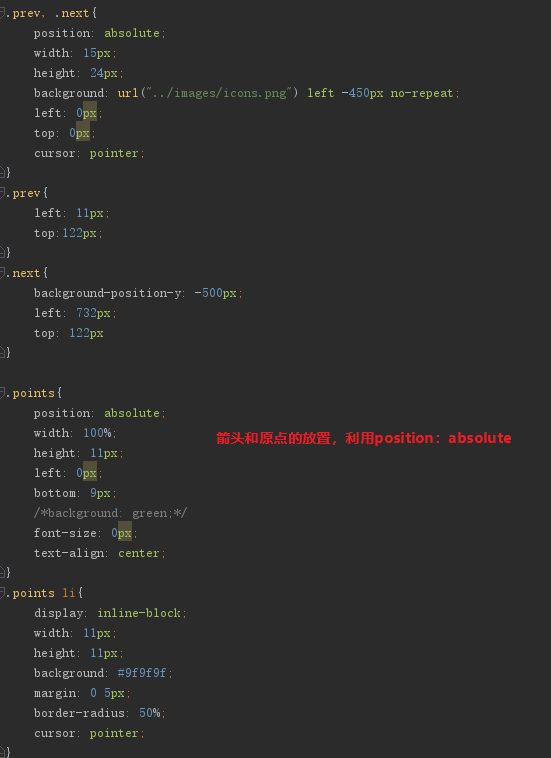 .prev, .next{
position: absolute;
width: 15px;
height: 24px;
background: url("../images/icons.png") left -450px no-repeat;
left: 0px;
top: 0px;
cursor: pointer;
}
.prev{
left: 11px;
top:122px;
}
.next{
background-position-y: -500px;
left: 732px;
top: 122px
}
.points{
position: absolute;
width: 100%;
箭头和原点的放置，利用position：absolute
height: 11px;
left: 0px;
bottom: 9px;
/*background: green;*/
font-size: 0px;
text-align: center;
}
.points li{
display: inline-block;
width: 11px;
height: 11px;
background: #9f9f9f;
margin: 0 5px;
border-radius: 50%;
cursor: pointer;
}